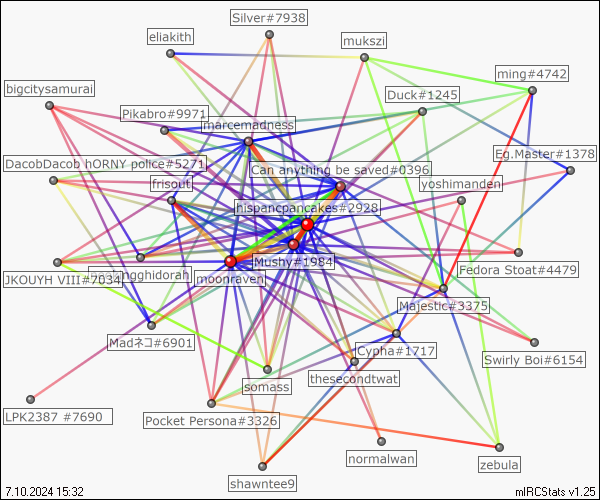 Silver#7938
eliakith
mukszi
ming#4742
bigcitysamurai
Duck#1245
Pikabro#9971
marcemadness
Eg.Master#1378
DacobDacob hORNY police#5271
Can anything be saved#0396
frisout
yoshimanden
hispancpancakes#2928
Mushy#1984
Fedora Stoat#4479
JKOUYH VIII#7034
moonraven
Majestic#3375
Madネコ#6901
Cypha#1717
Swirly Boi#6154
thesecondtwat
somass
LPK2387 #7690
Pocket Persona#3326
normalwan
zebula
shawntee9
7.10.2024 15:32
mIRCStats v1.25